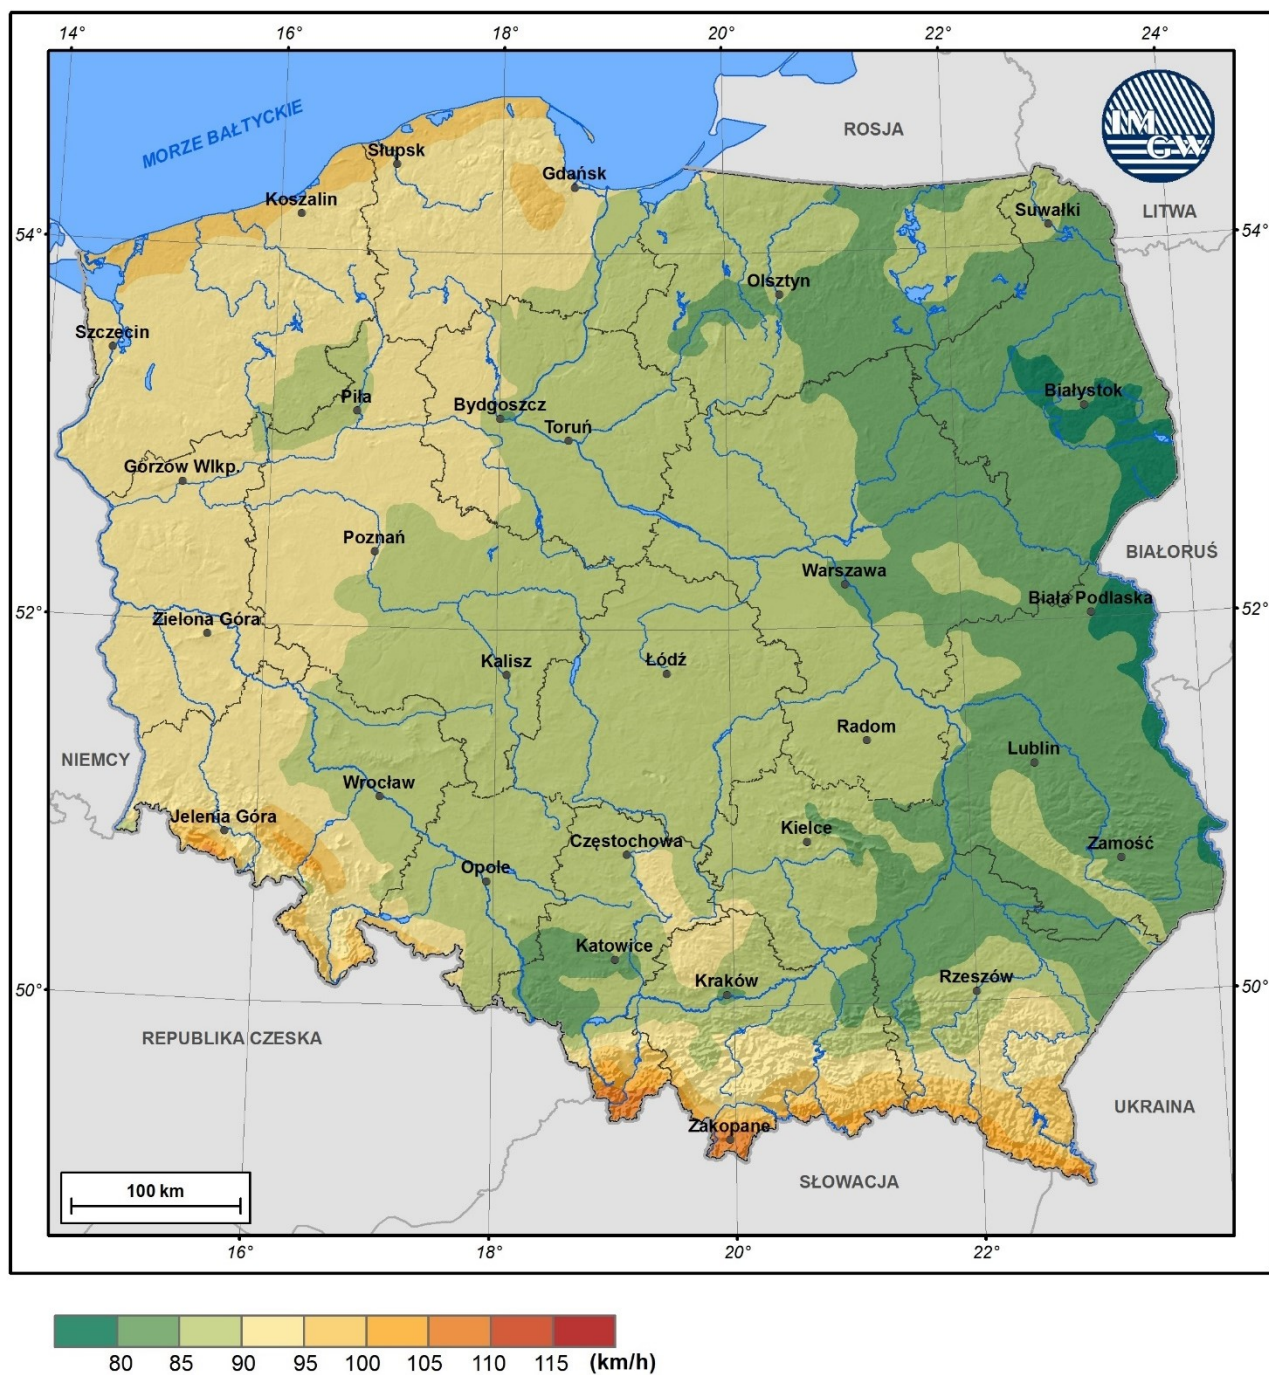 14° 16° 18° 20° 22° 24°
MORZE BAŁTYCKIE
ROSJA
IM
GW
Słupsk
Gdańsk
Koszalin
Suwałki
LITWA
54°
54°
Olsztyn
Szczecin
Białystok
Piła
Bydgoszcz
Toruń
Gorzów Wlkp.
Poznań
BIAŁORUŚ
Warszawa
52°
Biała Podlaska
52°
Zielona Góra
Kalisz
Łódź
Radom
NIEMCY
Lublin
Wrocław
Jelenia Góra
Kielce
Częstochowa
Zamość
Opole
Katowice
Kraków
Rzeszów
50°
50°
REPUBLIKA CZESKA
UKRAINA
Zakopane
SŁOWACJA
100 km
16° 18° 20° 22°
80 85 90 95 100 105 110 115 (km/h)